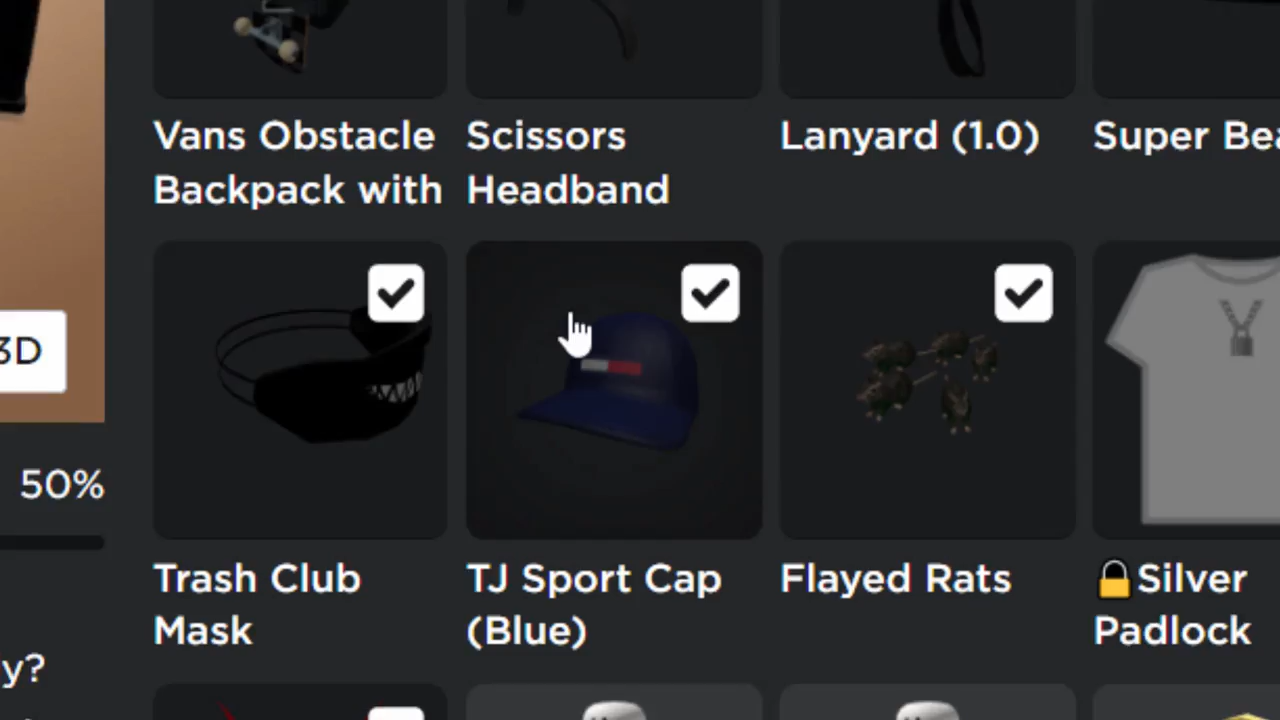 Vans Obstacle
Backpack with
Scissors
Headband
Lanyard (1.0)
Super
3D
50%
Trash Club
Mask
TJ Sport Cap
(Blue)
Flayed Rats
🔒Silver
Padlock
y?